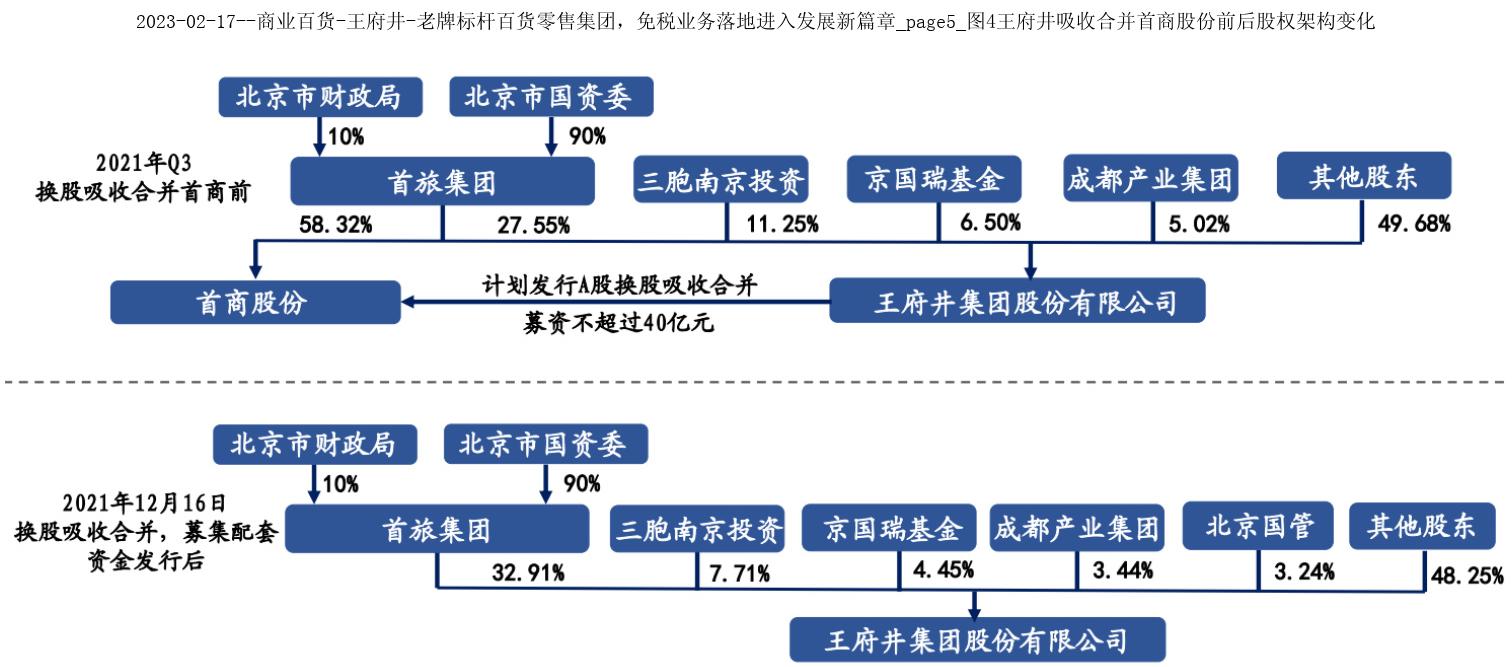 2023-02-17--商业百货-王府井-老牌标杆百货零售集团，免税业务落地进入发展新篇章_page5_图4王府井吸收合并首商股份前后股权架构变化
北京市财政局
北京市国资委
10%
90%
2021年Q3
换股吸收合并首商前
首旅集团
三胞南京投资
京国瑞基金
成都产业集团
其他股东
58.32%
27.55%
11.25%
6.50%
5.02%
49.68%
首商股份
计划发行A股换股吸收合并
募资不超过40亿元
王府井集团股份有限公司
北京市财政局
北京市国资委
10%
90%
2021年12月16日
换股吸收合并，募集配套
资金发行后
首旅集团
三胞南京投资
京国瑞基金
成都产业集团
北京国管
其他股东
32.91%
7.71%
4.45%
3.44%
3.24%
48.25%
王府井集团股份有限公司